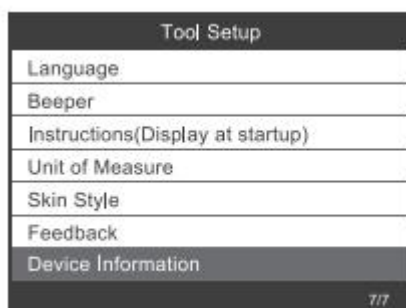 Tool Setup
Language
Beeper
Instructions(Display at startup)
Unit of Measure
Skin Style
Feedback
Device Information
7/7